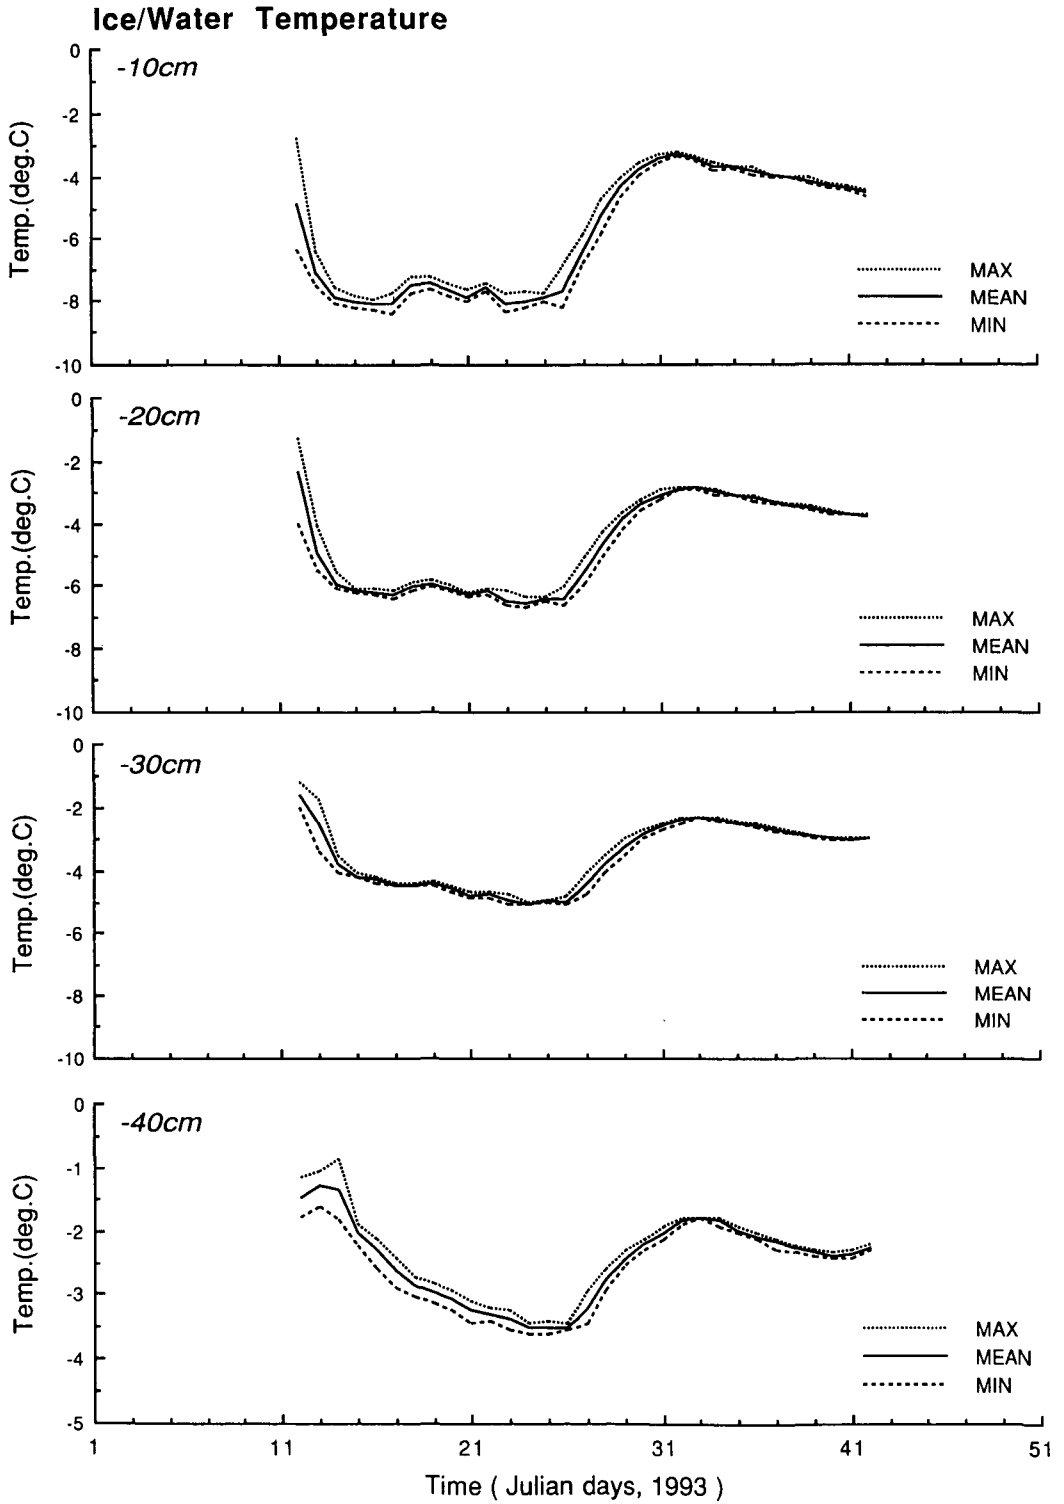 Ice/Water Temperature
0
-10cm
-2
-4
-6
-8
-10
Temp.(deg.C)
MAX
MEAN
MIN
0
-20cm
-2
-4
-6
-8
-10
Temp.(deg.C)
MAX
MEAN
MIN
0
-30cm
-2
-4
-6
-8
-10
Temp.(deg.C)
MAX
MEAN
MIN
0
-40cm
-1
-2
-3
-4
-5
Temp.(deg.C)
MAX
MEAN
MIN
1 11 21 31 41 51
Time ( Julian days, 1993 )